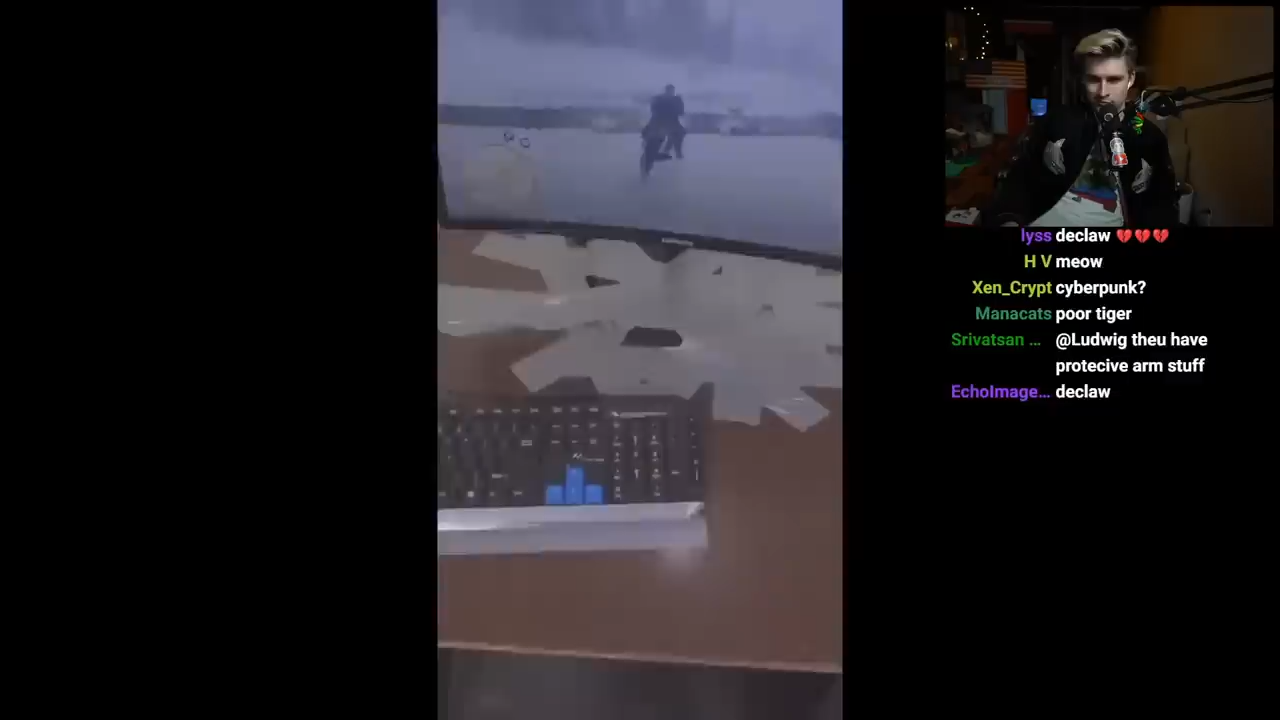 lyss declaw 💔💔💔
H V meow
Xen_Crypt cyberpunk?
Manacats poor tiger
Srivatsan … @Ludwig theu have
protecive arm stuff
EchoImage… declaw